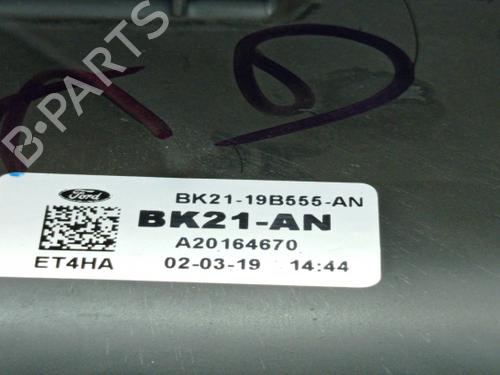 B·PARTS
Ford
BK21-19B555-AN
BK21-AN
A20164670
ET4HA
02-03-19 14:44